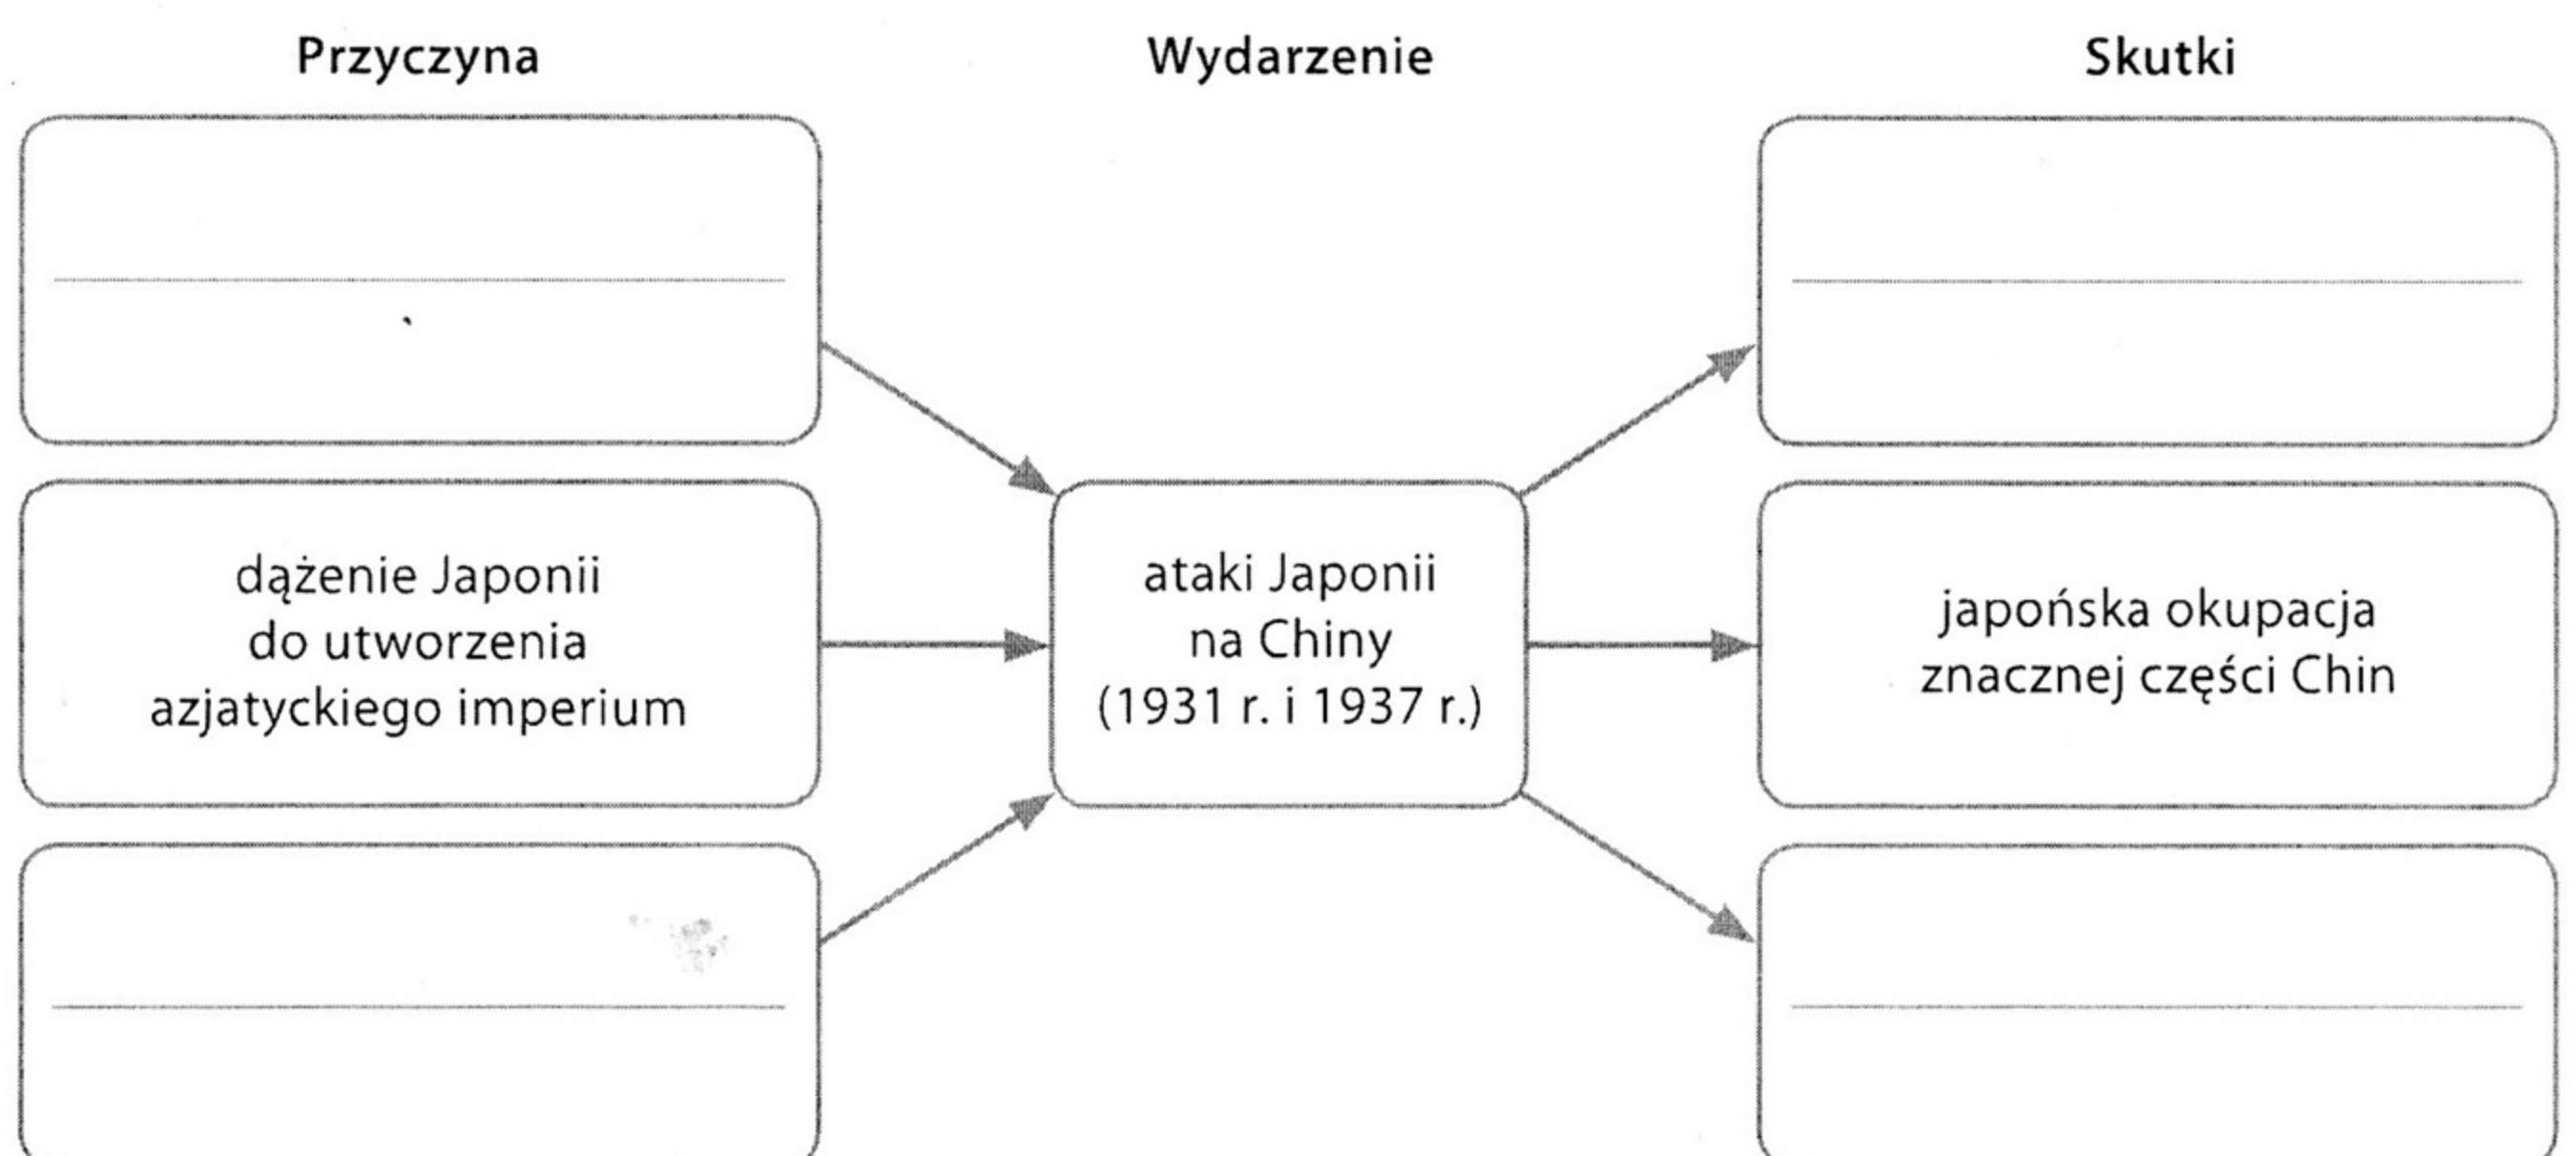 Przyczyna
Wydarzenie
Skutki
dążenie Japonii
do utworzenia
azjatyckiego imperium
ataki Japonii
na Chiny
(1931 r. i 1937 r.)
japońska okupacja
znacznej części Chin